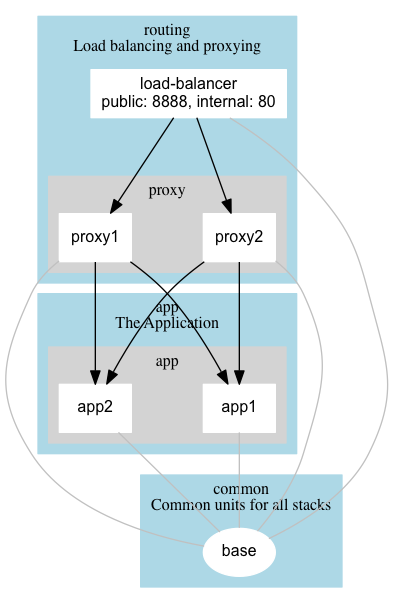 routing
Load balancing and proxying
load-balancer
public: 8888, internal: 80
proxy
proxy1
proxy2
app
The Application
app
app2
app1
common
Common units for all stacks
base